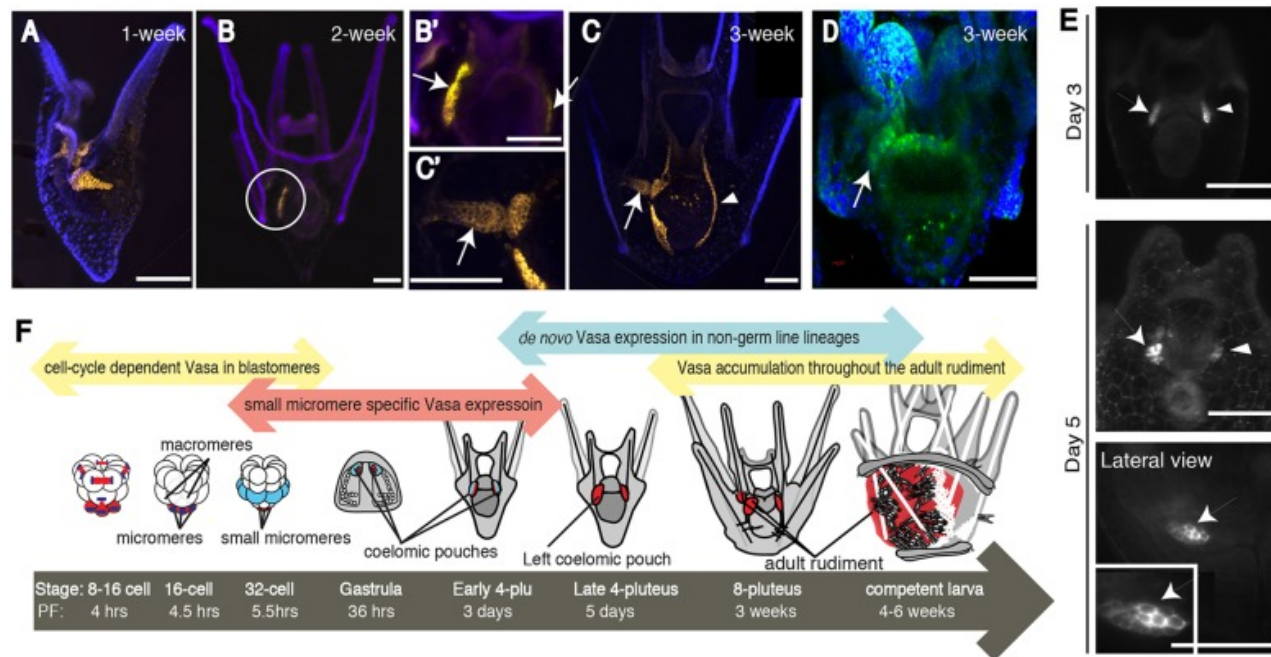 A
1-week
B
2-week
B'
C'
C
3-week
D
3-week
E
Day 3
Day 5
Lateral view
F
de novo Vasa expression in non-germ line lineages
cell-cycle dependent Vasa in blastomeres
Vasa accumulation throughout the adult rudiment
small micromere specific Vasa expressoin
macromeres
micromeres
small micromeres
coelomic pouches
Left coelomic pouch
adult rudiment
Stage: 8-16 cell 16-cell 32-cell Gastrula Early 4-plu Late 4-pluteus 8-pluteus competent larva
PF: 4 hrs 4.5 hrs 5.5hrs 36 hrs 3 days 5 days 3 weeks 4-6 weeks